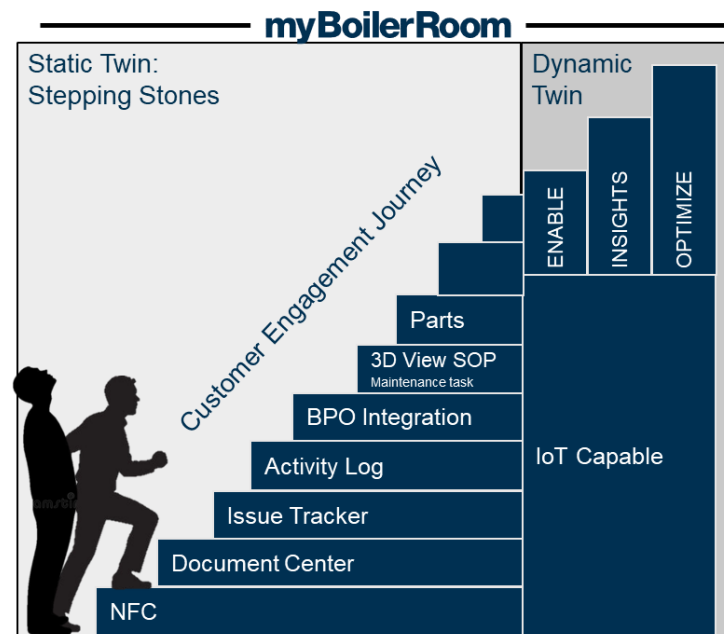 myBoilerRoom
Static Twin:
Stepping Stones
Dynamic
Twin
Customer Engagement Journey
ENABLE
INSIGHTS
OPTIMIZE
Parts
3D View SOP
Maintenance task
BPO Integration
Activity Log
Issue Tracker
Document Center
NFC
IoT Capable